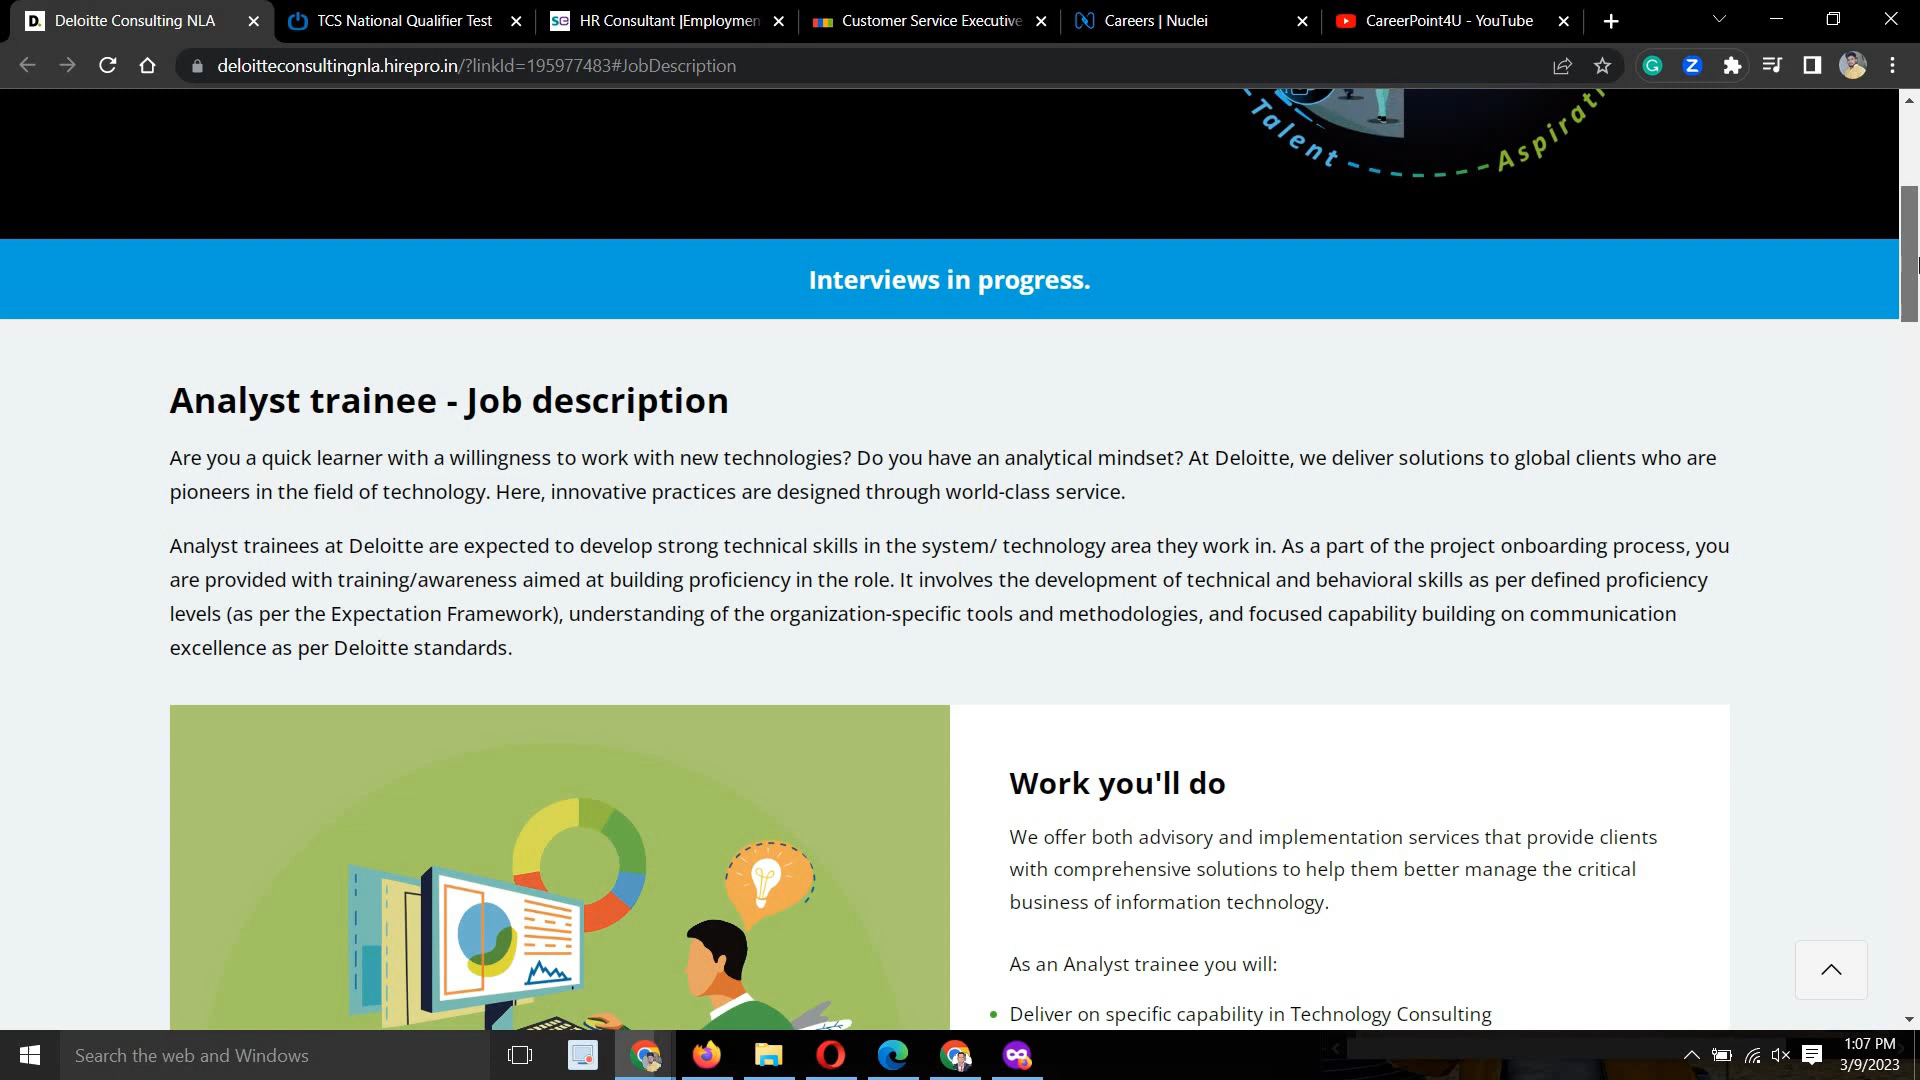 Deloitte Consulting NLA
TCS National Qualifier Test
HR Consultant |Employmen
Customer Service Executive
Careers | Nuclei
CareerPoint4U - YouTube
deloitteconsultingnla.hirepro.in/?linkId=195977483#JobDescription
Talent
Aspirati
Interviews in progress.
Analyst trainee - Job description
Are you a quick learner with a willingness to work with new technologies? Do you have an analytical mindset? At Deloitte, we deliver solutions to global clients who are
pioneers in the field of technology. Here, innovative practices are designed through world-class service.
Analyst trainees at Deloitte are expected to develop strong technical skills in the system/ technology area they work in. As a part of the project onboarding process, you
are provided with training/awareness aimed at building proficiency in the role. It involves the development of technical and behavioral skills as per defined proficiency
levels (as per the Expectation Framework), understanding of the organization-specific tools and methodologies, and focused capability building on communication
excellence as per Deloitte standards.
Work you'll do
We offer both advisory and implementation services that provide clients
with comprehensive solutions to help them better manage the critical
business of information technology.
As an Analyst trainee you will:
Deliver on specific capability in Technology Consulting
Search the web and Windows
1:07 PM
3/9/2023